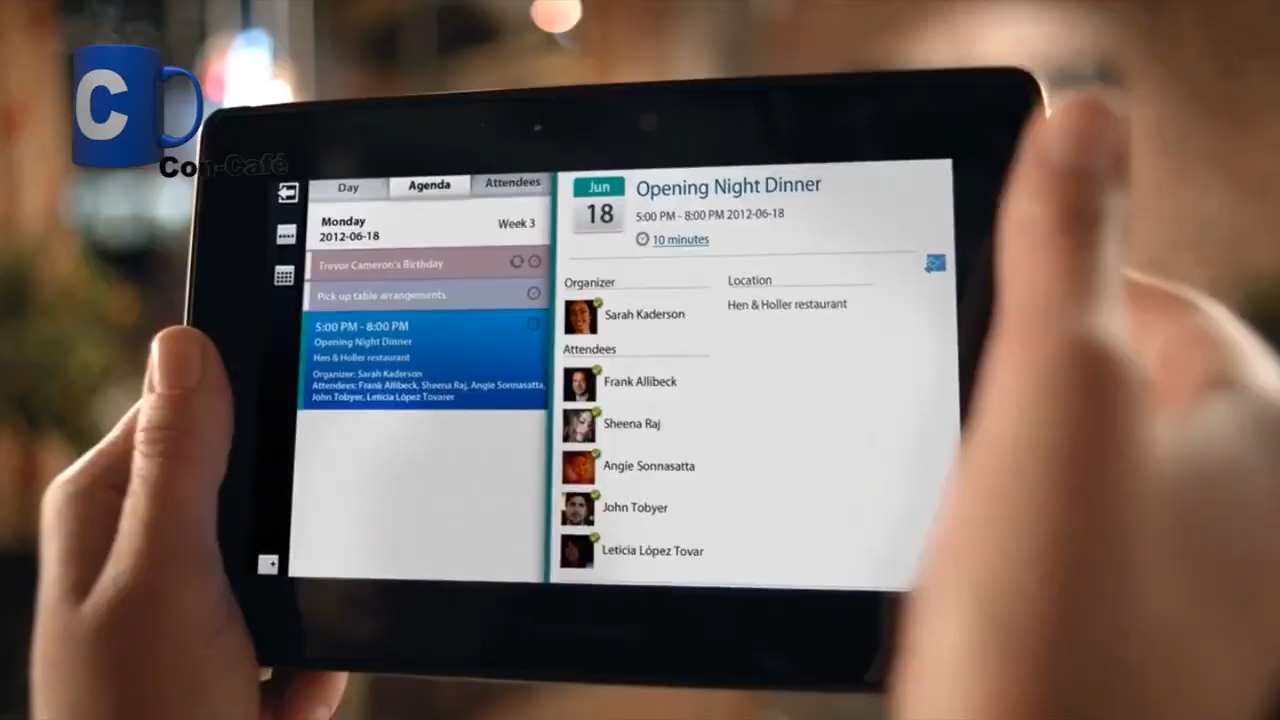 C
Con-Café
Day
Agenda
Attendees
Monday
2012-06-18
Week 3
Trevor Cameron's Birthday
Pick up table arrangements
5:00 PM - 8:00 PM
Opening Night Dinner
Hen & Holler restaurant
Organizer: Sarah Kaderson
Attendees: Frank Allibeck, Sheena Raj, Angie Sonnasatta,
John Tobyer, Leticia López Tovarer
Jun
18
Opening Night Dinner
5:00 PM - 8:00 PM 2012-06-18
10 minutes
Organizer
Sarah Kaderson
Location
Hen & Holler restaurant
Attendees
Frank Allibeck
Sheena Raj
Angie Sonnasatta
John Tobyer
Leticia López Tovar